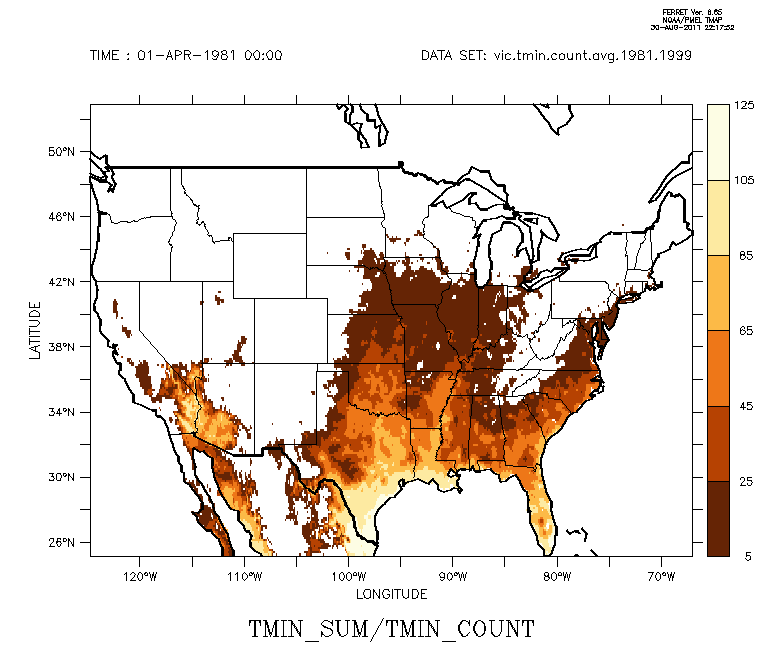 FERRET Ver. 6.65
NOAA/PMEL TMAP
30-AUG-2011 22:17:52
TIME : 01-APR-1981 00:00
DATA SET: vic.tmin.count.avg.1981.1999
125
105
85
65
45
25
5
50°N
46°N
42°N
38°N
34°N
30°N
26°N
LATITUDE
120°W 110°W 100°W 90°W 80°W 70°W
LONGITUDE
TMIN_SUM/TMIN_COUNT